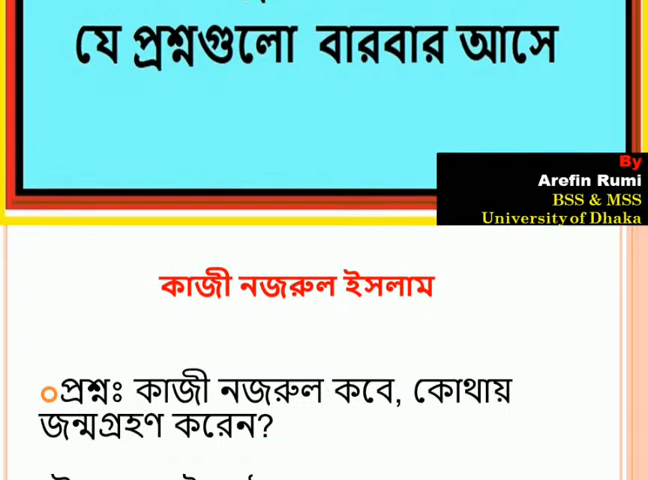 যে প্রশ্নগুলো বারবার আসে
By
Arefin Rumi
BSS & MSS
University of Dhaka
কাজী নজরুল ইসলাম
প্রশ্নঃ কাজী নজরুল কবে, কোথায়
জন্মগ্রহণ করেন?